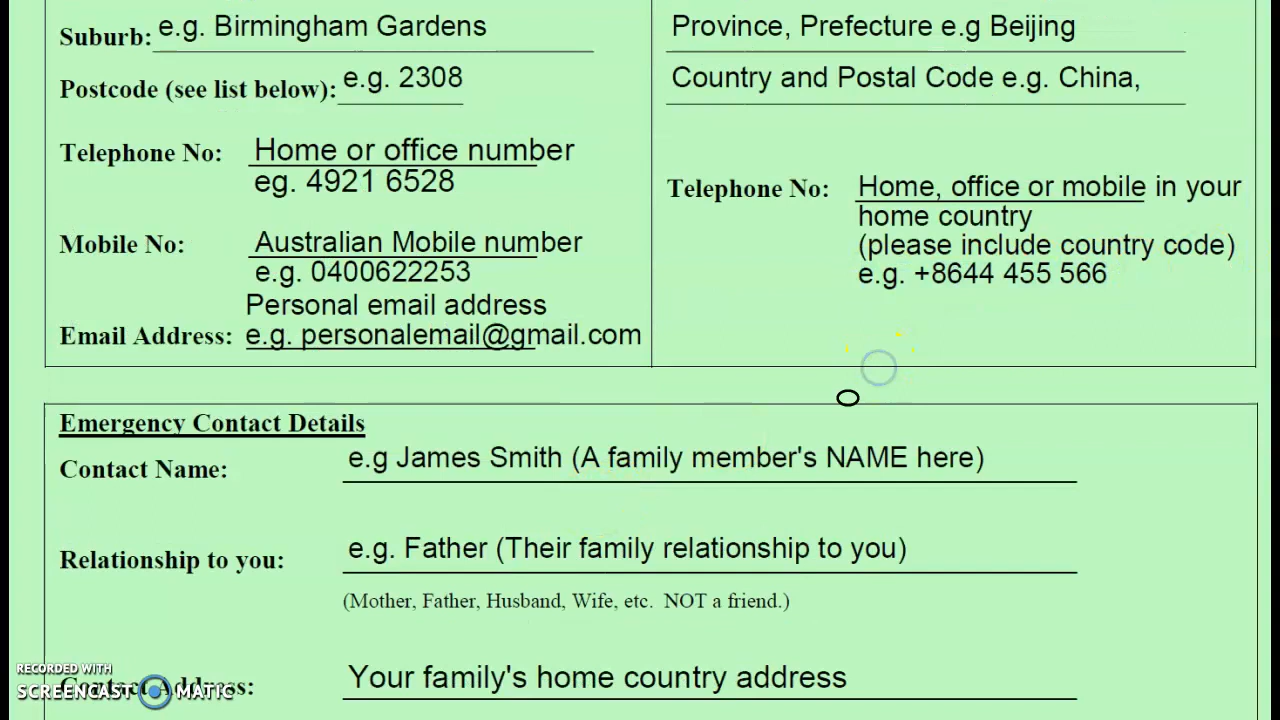 Suburb: e.g. Birmingham Gardens
Postcode (see list below): e.g. 2308
Telephone No: Home or office number
eg. 4921 6528
Mobile No: Australian Mobile number
e.g. 0400622253
Personal email address
Email Address: e.g. personalemail@gmail.com
Province, Prefecture e.g Beijing
Country and Postal Code e.g. China,
Telephone No: Home, office or mobile in your
home country
(please include country code)
e.g. +8644 455 566
Emergency Contact Details
Contact Name: e.g James Smith (A family member's NAME here)
Relationship to you: e.g. Father (Their family relationship to you)
(Mother, Father, Husband, Wife, etc. NOT a friend.)
Contact Address: Your family's home country address
RECORDED WITH
SCREENCAST MATIC